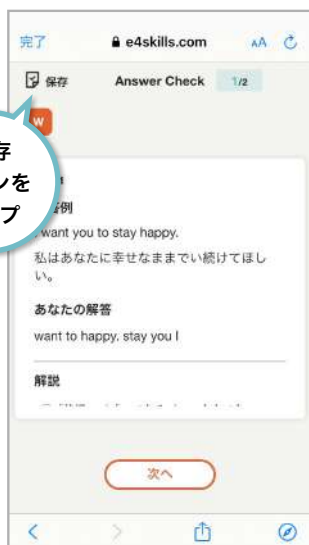 完了 e4skills.com AA
保存 Answer Check 1/2
W
存
ンを
プ
例
want you to stay happy.
私はあなたに幸せなままでい続けてほし
い。
あなたの解答
want to happy. stay you I
解説
次へ